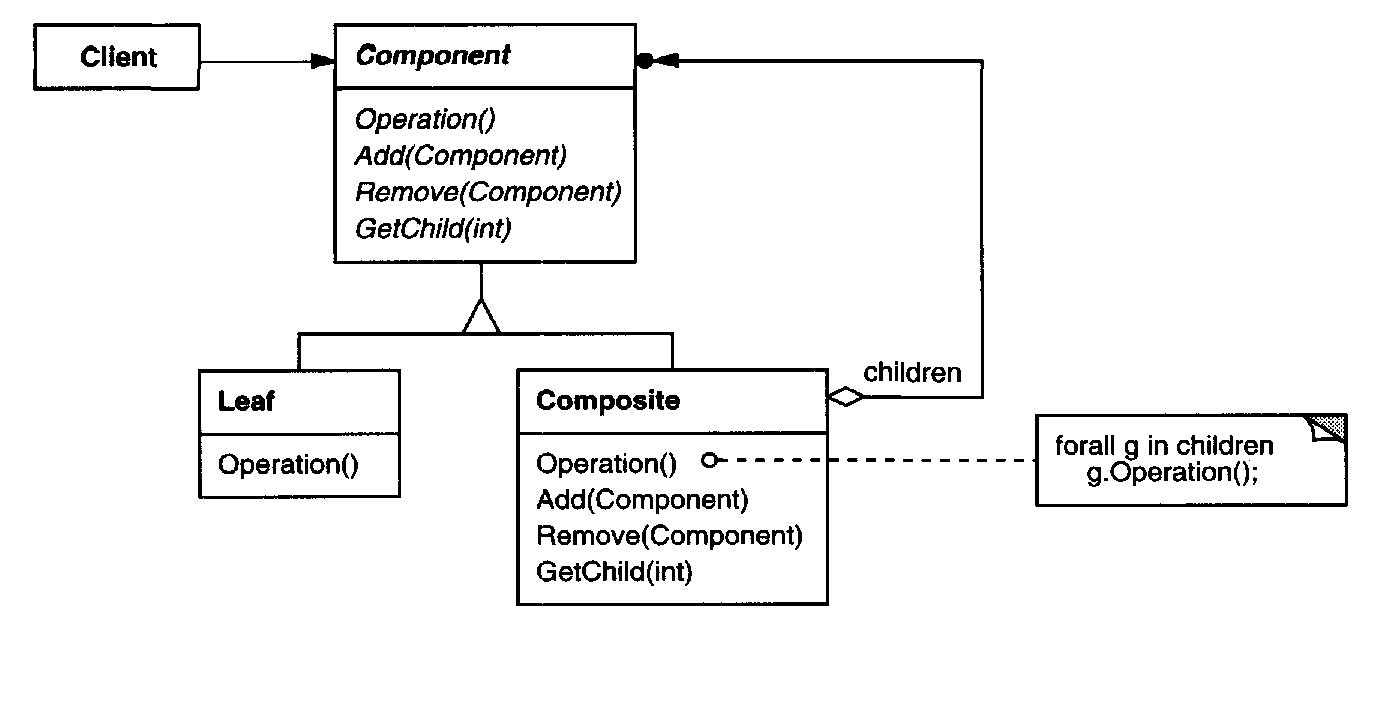 Client
Component
Operation()
Add(Component)
Remove(Component)
GetChild(int)
Leaf
Operation()
Composite
Operation()
Add(Component)
Remove(Component)
GetChild(int)
children
forall g in children
g.Operation();